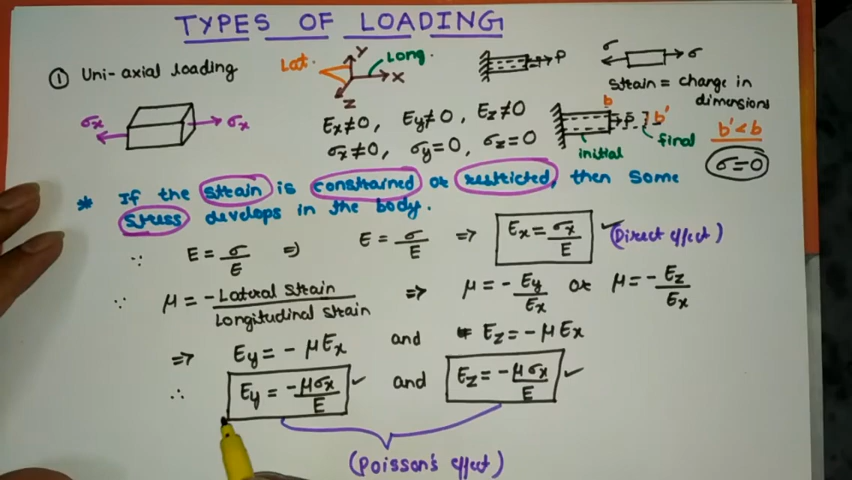 TYPES OF LOADING
① Uni-axial loading
Lat. Y Long. X Z
P
σ σ
Strain = change in dimensions
σx σx
Ex≠0, Ey≠0, Ez≠0
σx≠0, σy=0, σz=0
b P b'
initial final
b'<b
σ=0
* If the strain is constrained or restricted, then some
stress develops in the body.
∵ E = σ/E ⇒ E = σ/E ⇒ Ex = σx/E ✓ (Direct effect)
∵ μ = -Lateral strain/Longitudinal strain ⇒ μ = -Ey/Ex or μ = -Ez/Ex
⇒ Ey = -μEx and Ez = -μEx
∴ Ey = -μσx/E ✓ and Ez = -μσx/E ✓
(Poisson's effect)